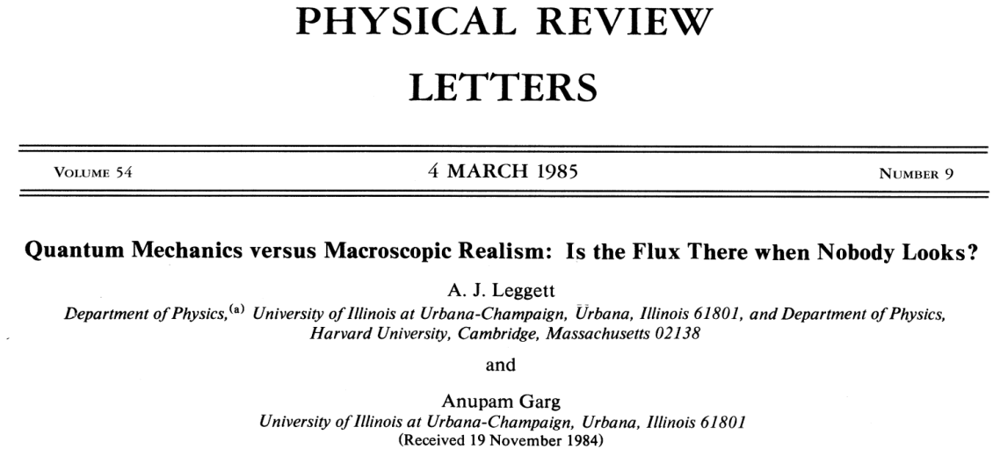 PHYSICAL REVIEW
LETTERS
VOLUME 54 4 MARCH 1985 NUMBER 9
Quantum Mechanics versus Macroscopic Realism: Is the Flux There when Nobody Looks?
A. J. Leggett
Department of Physics,(a) University of Illinois at Urbana-Champaign, Urbana, Illinois 61801, and Department of Physics,
Harvard University, Cambridge, Massachusetts 02138
and
Anupam Garg
University of Illinois at Urbana-Champaign, Urbana, Illinois 61801
(Received 19 November 1984)